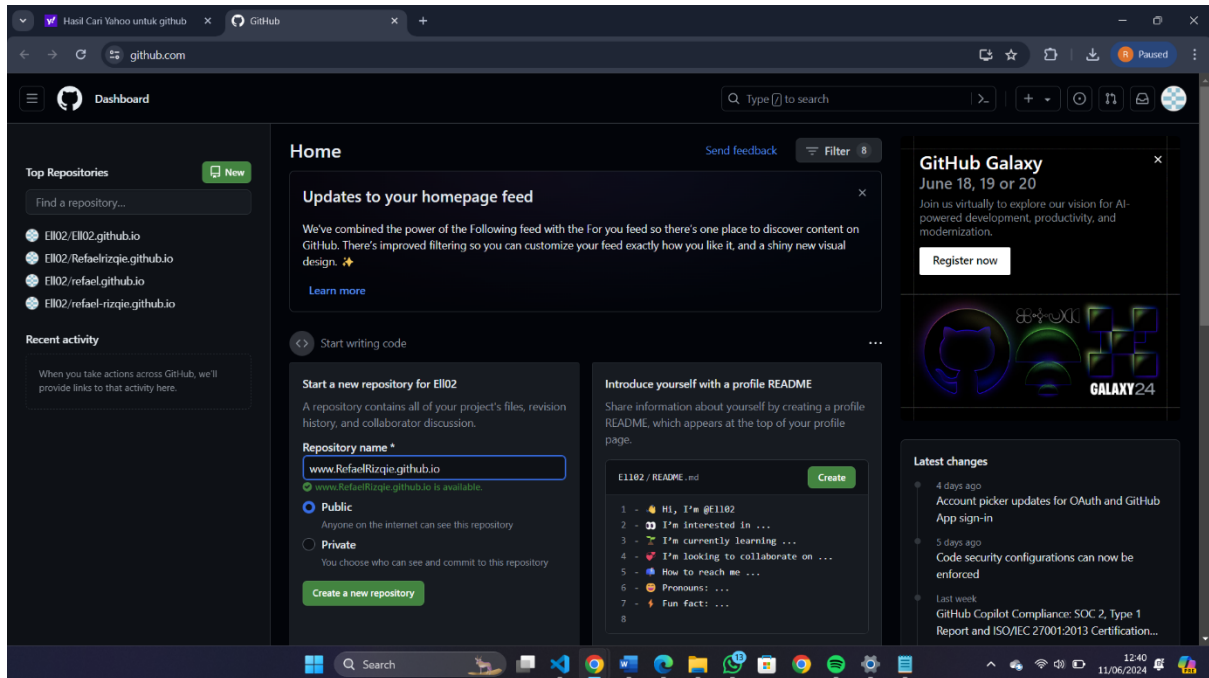 Hasil Cari Yahoo untuk github
GitHub
github.com
Paused
Dashboard
Type / to search
Top Repositories
New
Find a repository...
Ell02/Ell02.github.io
Ell02/Refaelrizqie.github.io
Ell02/refael.github.io
Ell02/refael-rizqie.github.io
Recent activity
When you take actions across GitHub, we'll
provide links to that activity here.
Home
Send feedback
Filter 8
Updates to your homepage feed
We've combined the power of the Following feed with the For you feed so there's one place to discover content on
GitHub. There's improved filtering so you can customize your feed exactly how you like it, and a shiny new visual
design. ✨
Learn more
Start writing code
Start a new repository for Ell02
A repository contains all of your project's files, revision
history, and collaborator discussion.
Repository name *
www.RefaelRizqie.github.io
www.RefaelRizqie.github.io is available.
Public
Anyone on the internet can see this repository
Private
You choose who can see and commit to this repository
Create a new repository
Introduce yourself with a profile README
Share information about yourself by creating a profile
README, which appears at the top of your profile
page.
Ell02/README.md
Create
1 - 👋 Hi, I'm @Ell02
2 - 👀 I'm interested in ...
3 - 🌱 I'm currently learning ...
4 - 💞️ I'm looking to collaborate on ...
5 - 📫 How to reach me ...
6 - 😄 Pronouns: ...
7 - ⚡ Fun fact: ...
8
GitHub Galaxy
June 18, 19 or 20
Join us virtually to explore our vision for AI-
powered development, productivity, and
modernization.
Register now
GALAXY24
Latest changes
4 days ago
Account picker updates for OAuth and GitHub
App sign-in
5 days ago
Code security configurations can now be
enforced
Last week
GitHub Copilot Compliance: SOC 2, Type 1
Report and ISO/IEC 27001:2013 Certification...
Search
13
12:40
11/06/2024